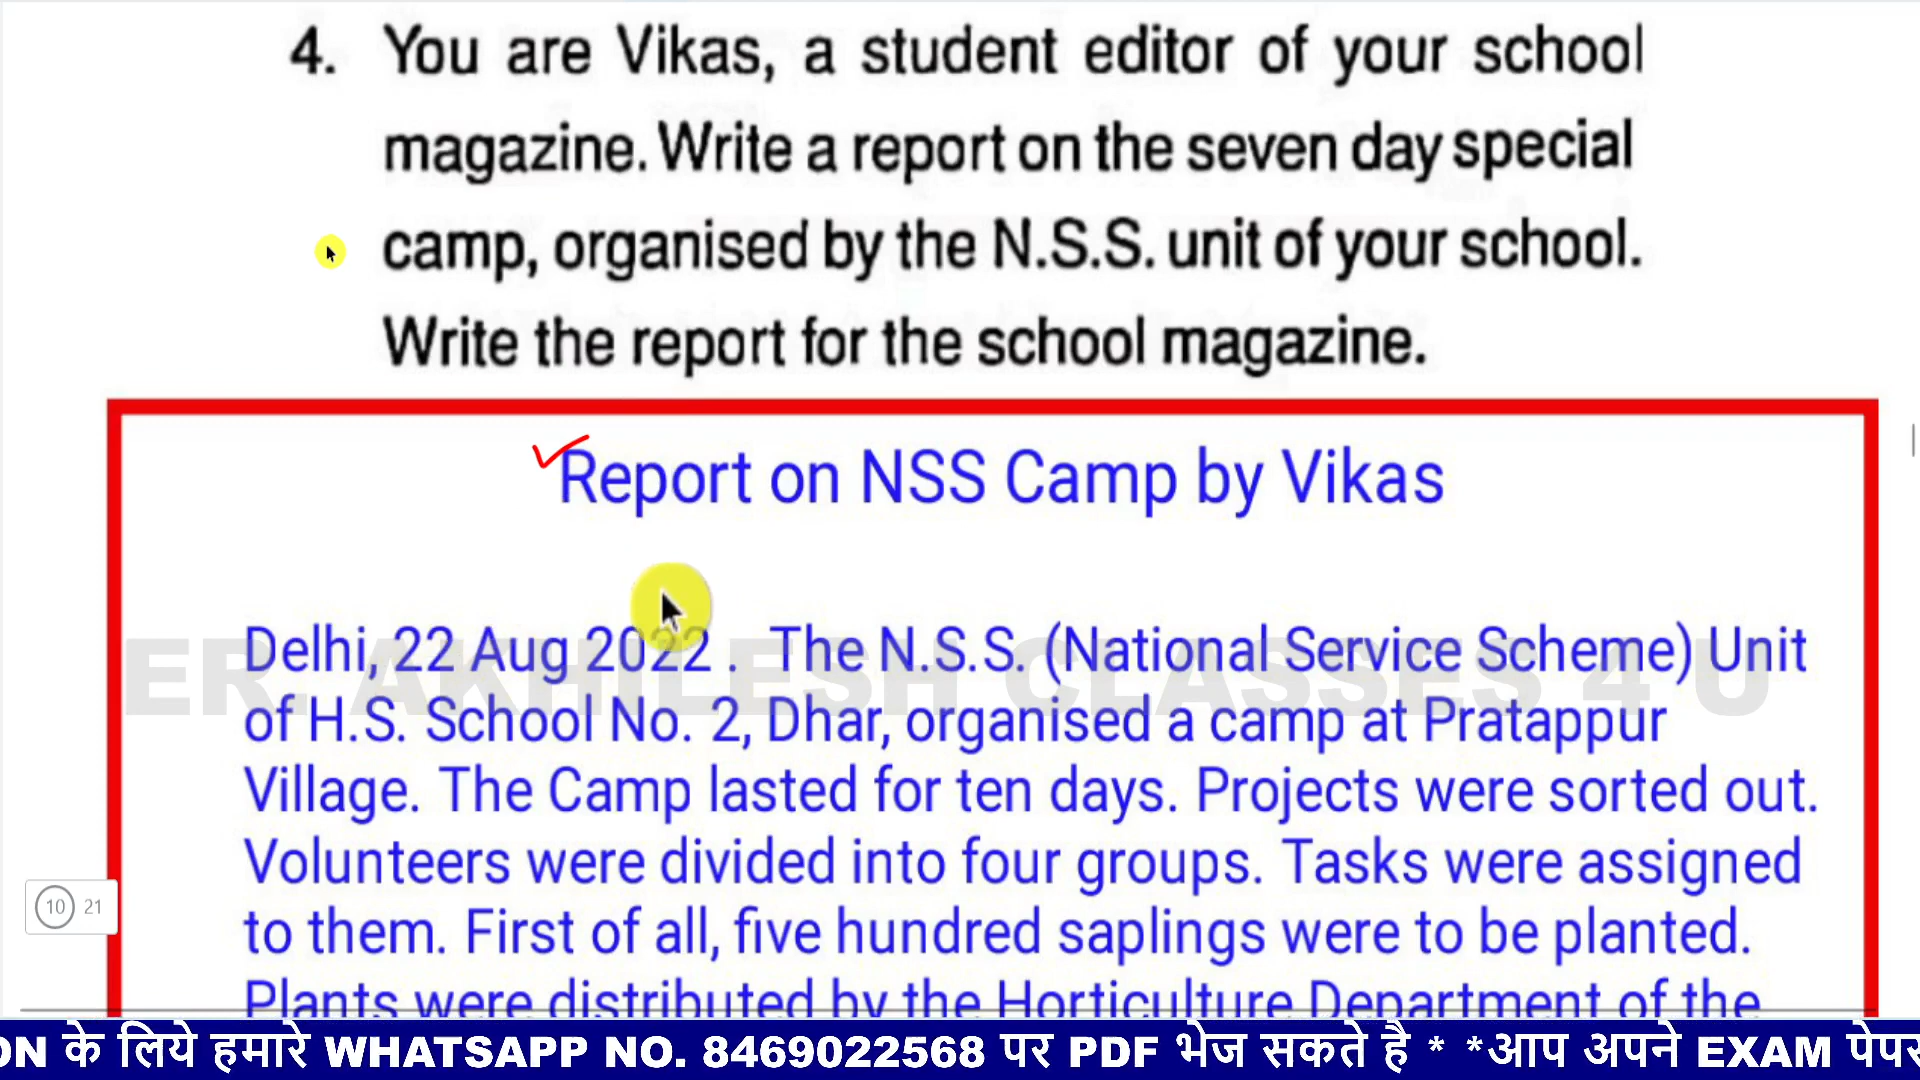 4. You are Vikas, a student editor of your school
magazine. Write a report on the seven day special
camp, organised by the N.S.S. unit of your school.
Write the report for the school magazine.
Report on NSS Camp by Vikas
Delhi, 22 Aug 2022 . The N.S.S. (National Service Scheme) Unit
ER. AKHILESH CLASSES 4 U
of H.S. School No. 2, Dhar, organised a camp at Pratappur
Village. The Camp lasted for ten days. Projects were sorted out.
Volunteers were divided into four groups. Tasks were assigned
10 21
to them. First of all, five hundred saplings were to be planted.
Plants were distributed by the Horticulture Department of the
ON के लिये हमारे WHATSAPP NO. 8469022568 पर PDF भेज सकते है * *आप अपने EXAM